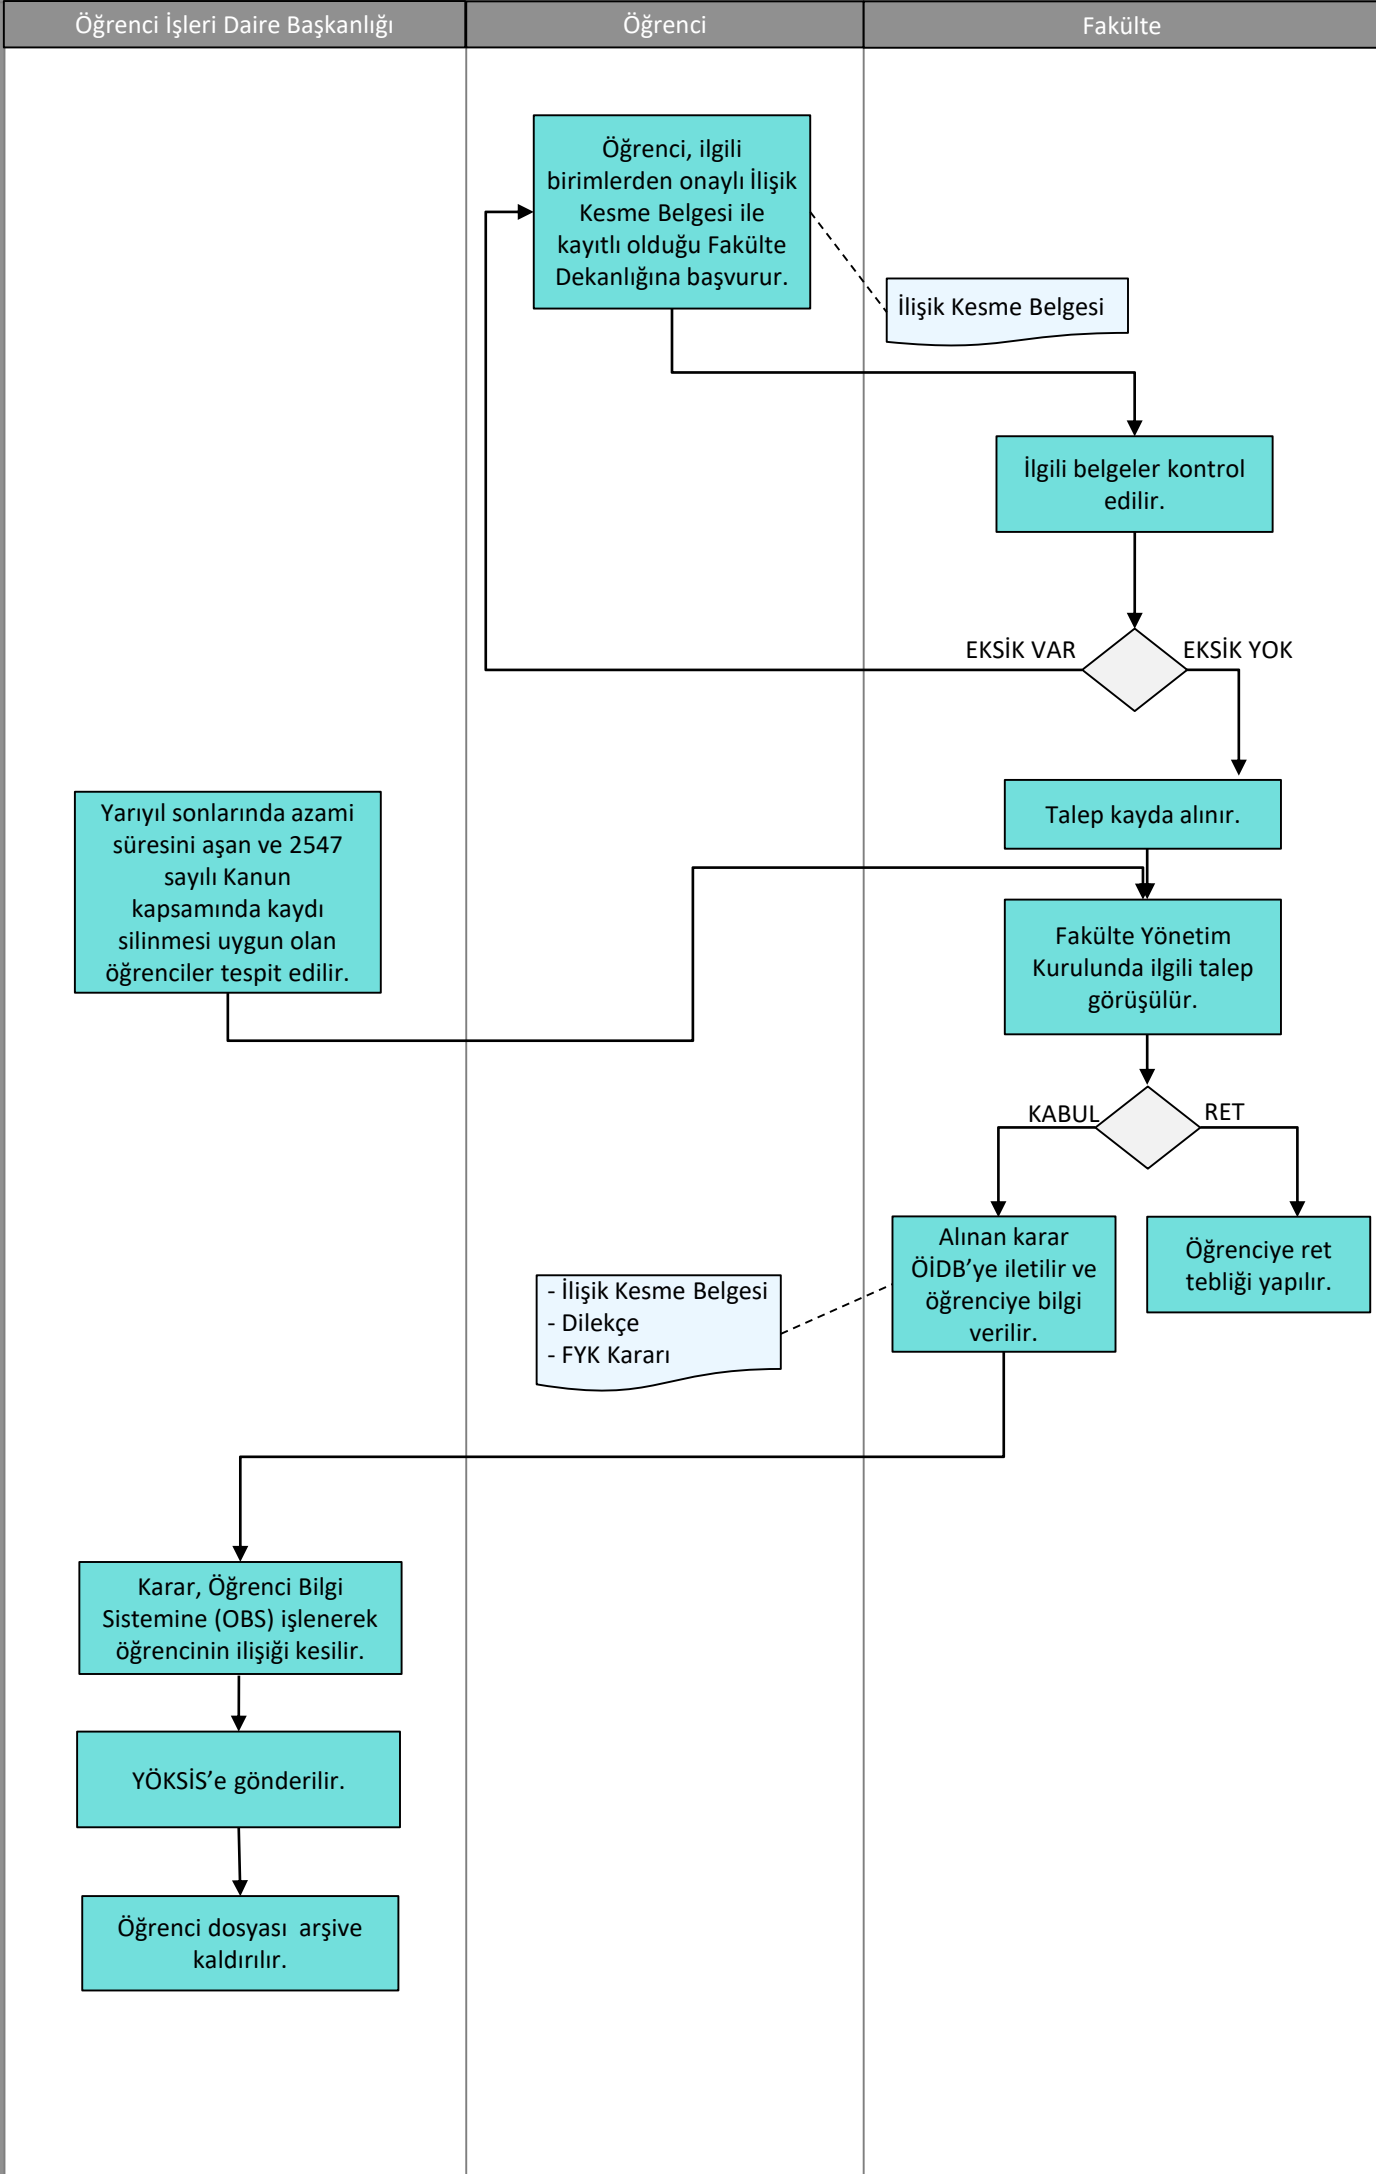 Öğrenci İşleri Daire Başkanlığı
Öğrenci
Fakülte
Öğrenci, ilgili
birimlerden onaylı İlişik
Kesme Belgesi ile
kayıtlı olduğu Fakülte
Dekanlığına başvurur.
İlişik Kesme Belgesi
İlgili belgeler kontrol
edilir.
EKSİK VAR
EKSİK YOK
Talep kayda alınır.
Yarıyıl sonlarında azami
süresini aşan ve 2547
sayılı Kanun
kapsamında kaydı
silinmesi uygun olan
öğrenciler tespit edilir.
Fakülte Yönetim
Kurulunda ilgili talep
görüşülür.
KABUL
RET
Alınan karar
ÖİDB’ye iletilir ve
öğrenciye bilgi
verilir.
Öğrenciye ret
tebliği yapılır.
- İlişik Kesme Belgesi
- Dilekçe
- FYK Kararı
Karar, Öğrenci Bilgi
Sistemine (OBS) işlenerek
öğrencinin ilişiği kesilir.
YÖKSİS’e gönderilir.
Öğrenci dosyası  arşive
kaldırılır.